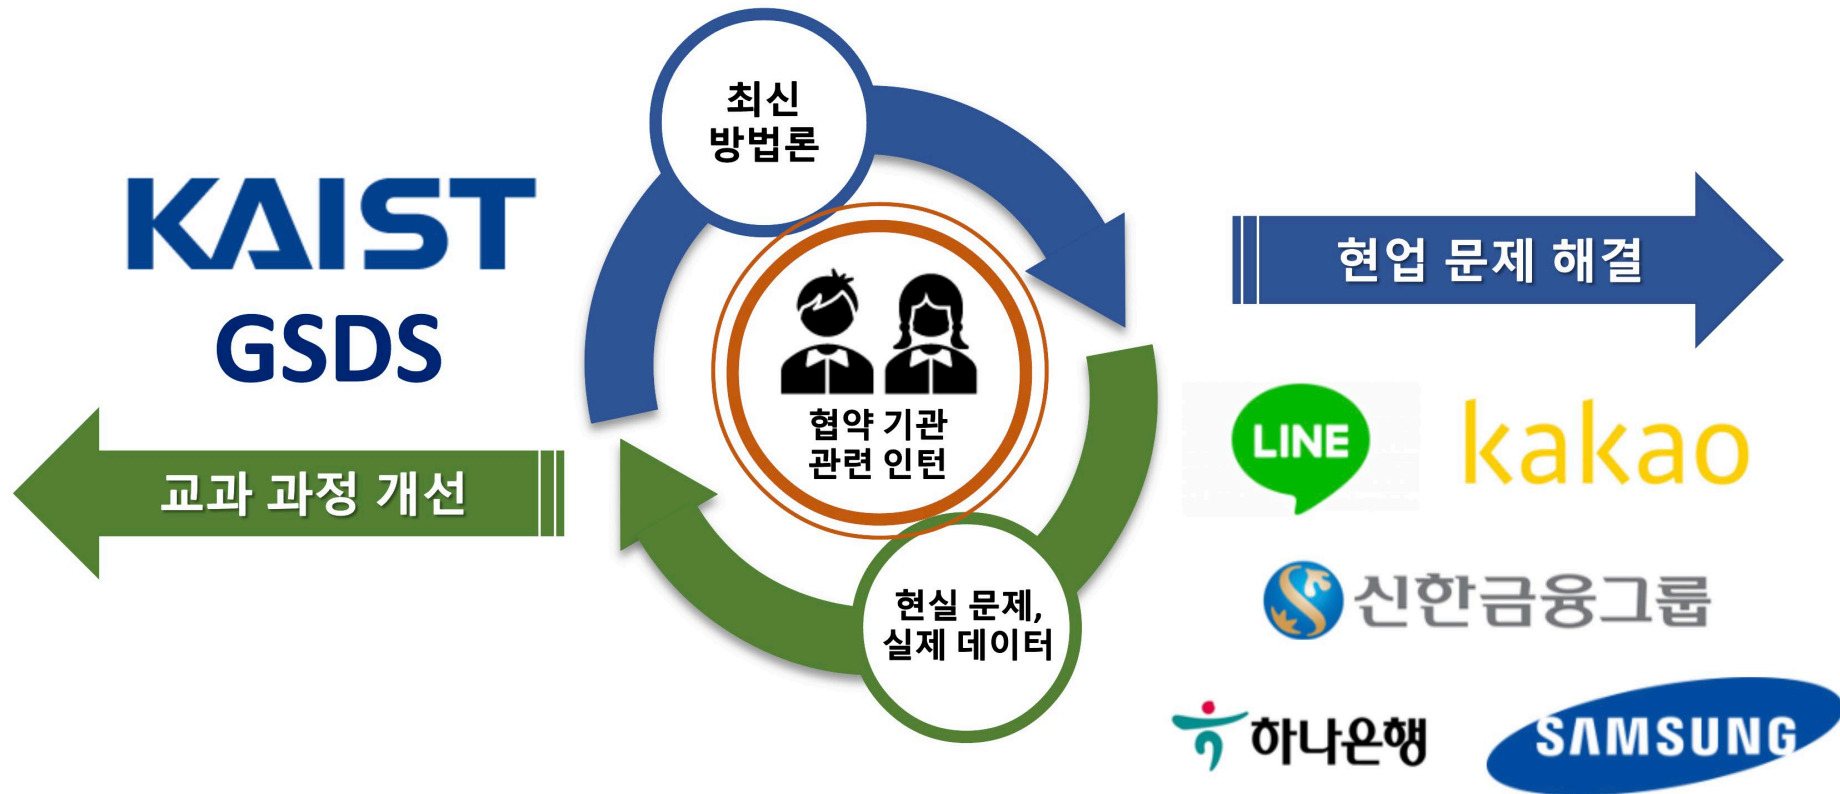 KAIST
GSDS
교과 과정 개선
최신
방법론
협약 기관
관련 인턴
현실 문제,
실제 데이터
현업 문제 해결
LINE
kakao
신한금융그룹
하나은행
SAMSUNG